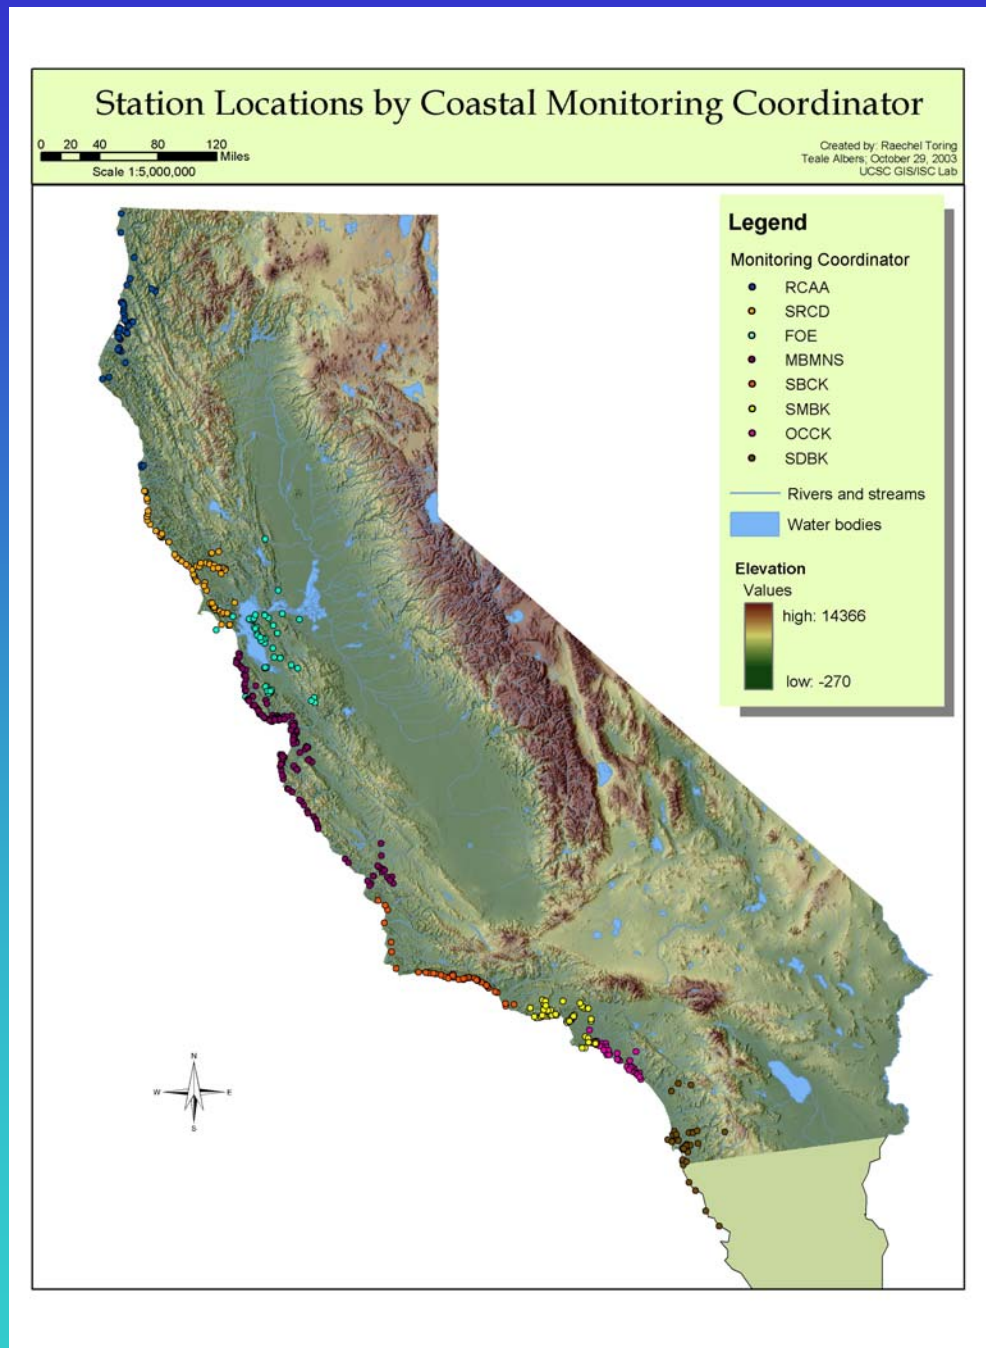 Station Locations by Coastal Monitoring Coordinator
0 20 40 80 120
Miles
Scale 1:5,000,000
Created by: Raechel Toring
Teale Albers; October 29, 2003
UCSC GIS/ISC Lab
Legend
Monitoring Coordinator
RCAA
SRCD
FOE
MBMNS
SBCK
SMBK
OCCK
SDBK
Rivers and streams
Water bodies
Elevation
Values
high: 14366
low: -270
N
W E
S